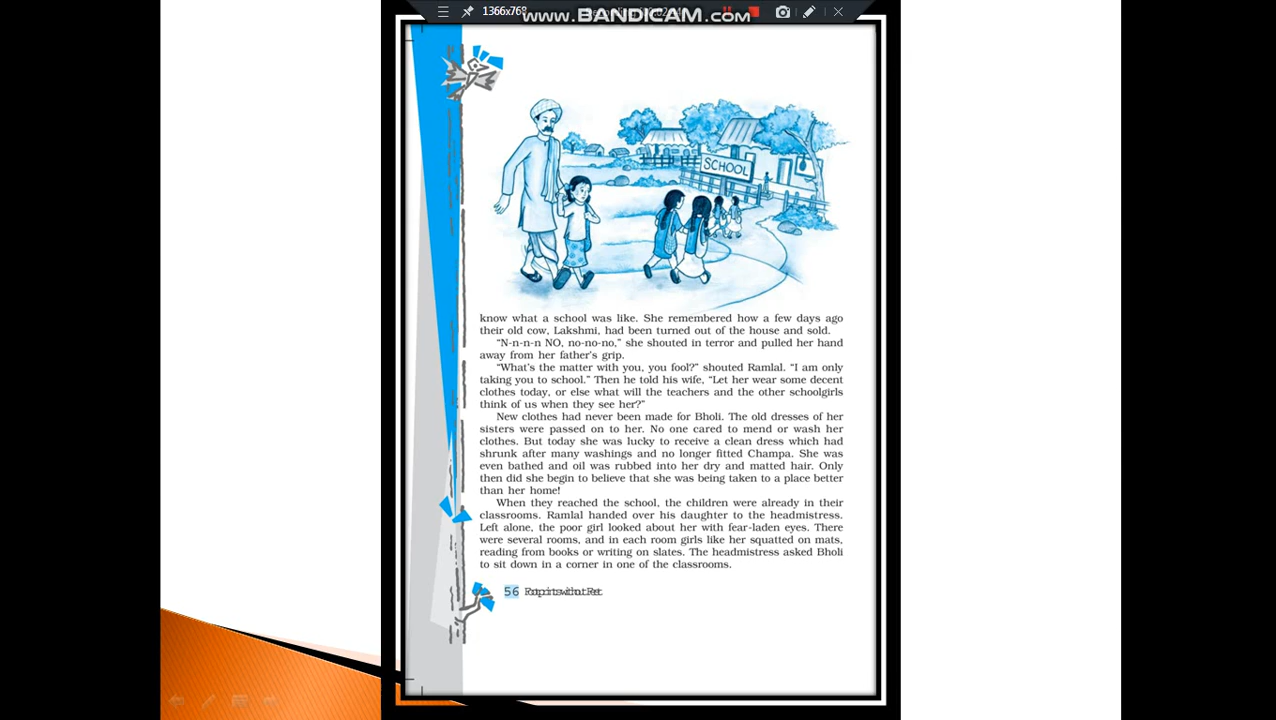 1366x768
www.BANDICAM.com
SCHOOL
know what a school was like. She remembered how a few days ago
their old cow, Lakshmi, had been turned out of the house and sold.
“N-n-n-n NO, no-no-no,” she shouted in terror and pulled her hand
away from her father’s grip.
“What’s the matter with you, you fool?” shouted Ramlal. “I am only
taking you to school.” Then he told his wife, “Let her wear some decent
clothes today, or else what will the teachers and the other schoolgirls
think of us when they see her?”
New clothes had never been made for Bholi. The old dresses of her
sisters were passed on to her. No one cared to mend or wash her
clothes. But today she was lucky to receive a clean dress which had
shrunk after many washings and no longer fitted Champa. She was
even bathed and oil was rubbed into her dry and matted hair. Only
then did she begin to believe that she was being taken to a place better
than her home!
When they reached the school, the children were already in their
classrooms. Ramlal handed over his daughter to the headmistress.
Left alone, the poor girl looked about her with fear-laden eyes. There
were several rooms, and in each room girls like her squatted on mats,
reading from books or writing on slates. The headmistress asked Bholi
to sit down in a corner in one of the classrooms.
56